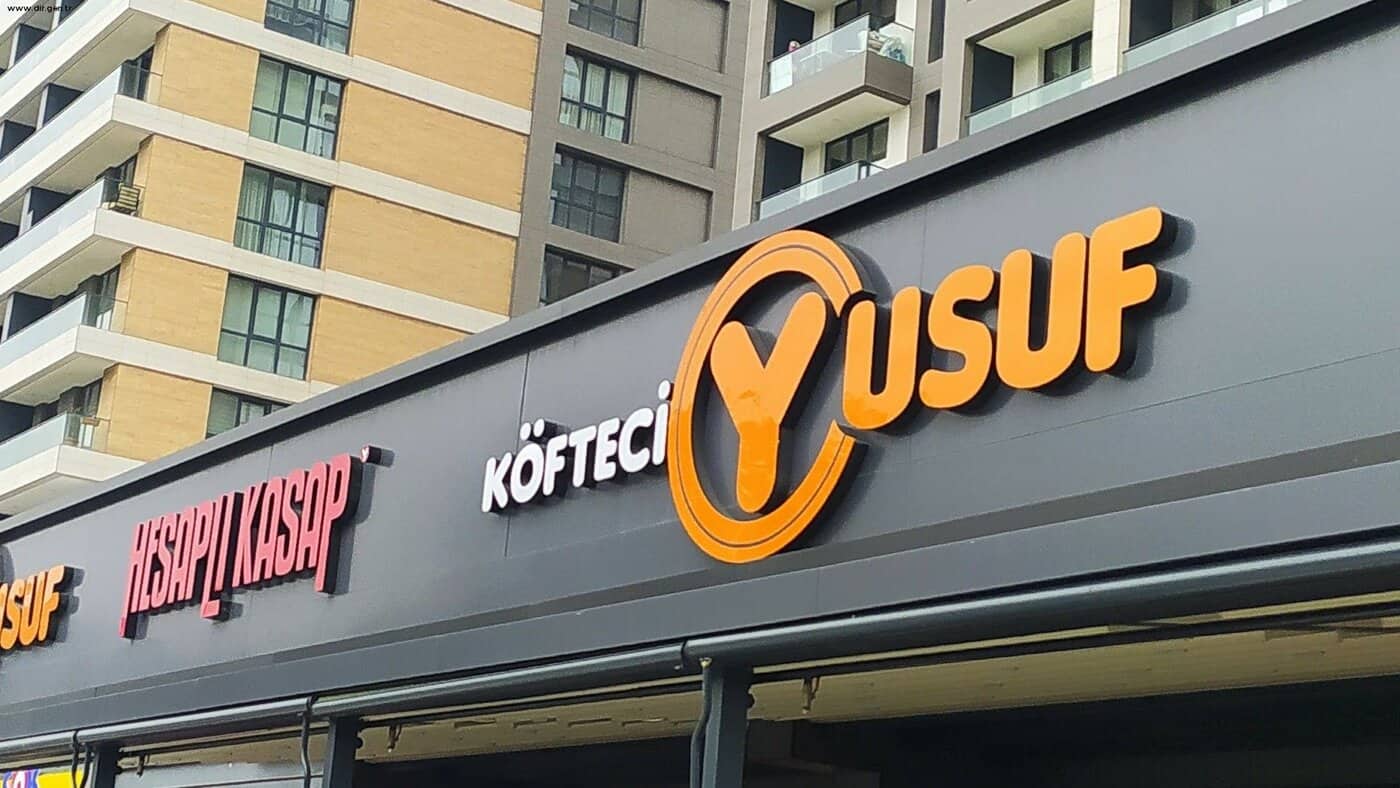 www.dir.gen.tr
KÖFTECİ YUSUF
HESAPLI KASAP
USUF